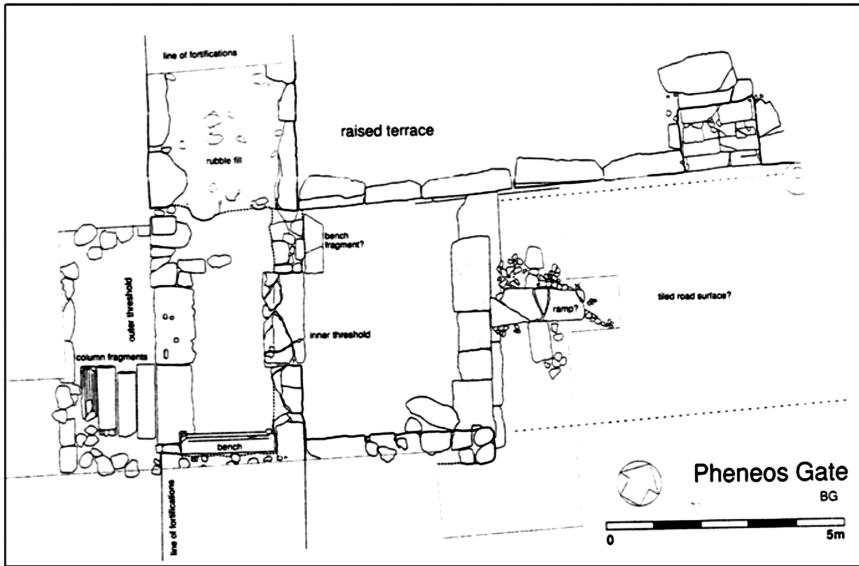 line of fortifications
raised terrace
rubble fill
bench
fragment?
outer threshold
tiled road surface?
ramp?
inner threshold
column fragments
bench
line of fortifications
Pheneos Gate
BG
0
5m